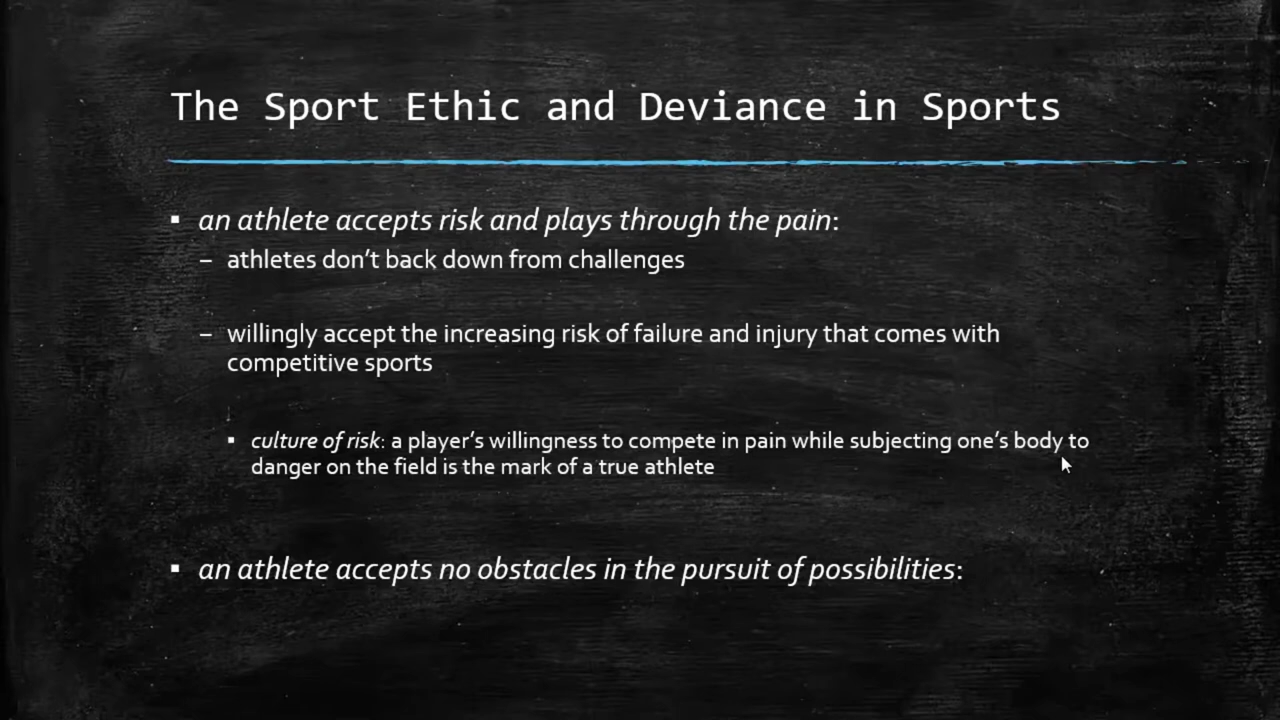 The Sport Ethic and Deviance in Sports
▪ an athlete accepts risk and plays through the pain:
– athletes don’t back down from challenges
– willingly accept the increasing risk of failure and injury that comes with
competitive sports
▪ culture of risk: a player’s willingness to compete in pain while subjecting one’s body to
danger on the field is the mark of a true athlete
▪ an athlete accepts no obstacles in the pursuit of possibilities: